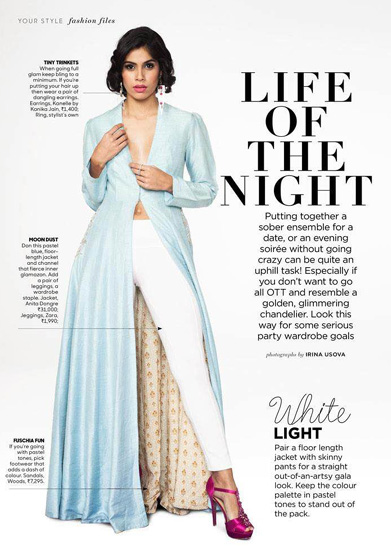 YOUR STYLE fashion files
TINY TRINKETS
When going full
glam keep bling to a
minimum. If you're
putting your hair up
then wear a pair of
dangling earrings.
Earrings, Ranelle by
Kanika Jain, ₹1,400;
Ring, stylist's own
LIFE
OF
THE
NIGHT
Putting together a
sober ensemble for a
date, or an evening
soirée without going
crazy can be quite an
uphill task! Especially if
you don't want to go
all OTT and resemble a
golden, glimmering
chandelier. Look this
way for some serious
party wardrobe goals
photographs by IRINA USOVA
MOON DUST
Don this pastel
blue, floor-
length jacket
and channel
that fierce inner
glamazon. Add
a pair of
jeggings, a
wardrobe
staple. Jacket,
Anita Dongre
₹31,000;
Jeggings, Zara,
₹1,990;
FUSCHIA FUN
If you're going
with pastel
tones, pick
footwear that
adds a dash of
colour. Sandals,
Woods, ₹7,295.
White
LIGHT
Pair a floor length
jacket with skinny
pants for a straight
out-of-an-artsy gala
look. Keep the colour
palette in pastel
tones to stand out of
the pack.